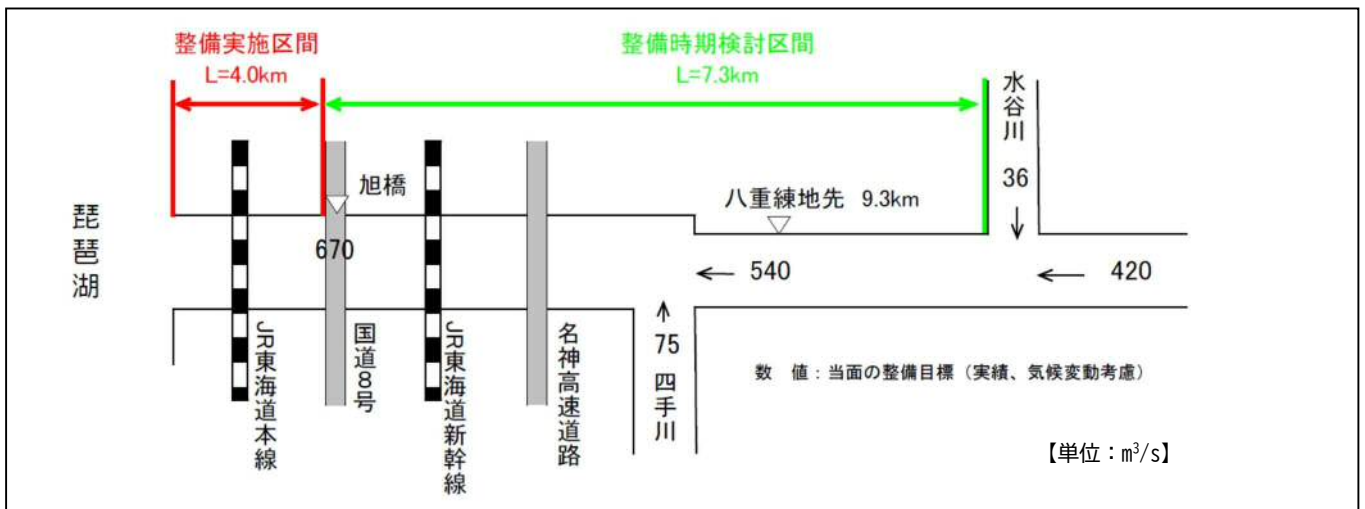 整備実施区間
L=4.0km
整備時期検討区間
L=7.3km
水谷川
36
旭橋
八重練地先 9.3km
琵琶湖
670
540
420
75
四手川
JR東海道本線
国道8号
JR東海道新幹線
名神高速道路
数 値：当面の整備目標（実績、気候変動考慮）
【単位：m³/s】